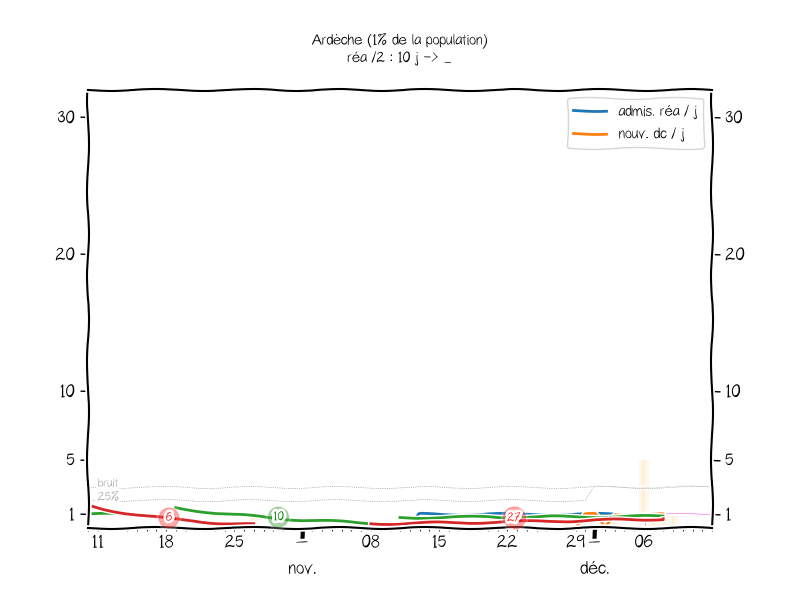 Ardèche (1% de la population)
réa /2 : 10 j -> _
admis. réa / j
nouv. dc / j
30 30
20 20
10 10
5 5
bruit
25%
1 1
6 10 27
11 18 25 08 15 22 29 06
nov. déc.